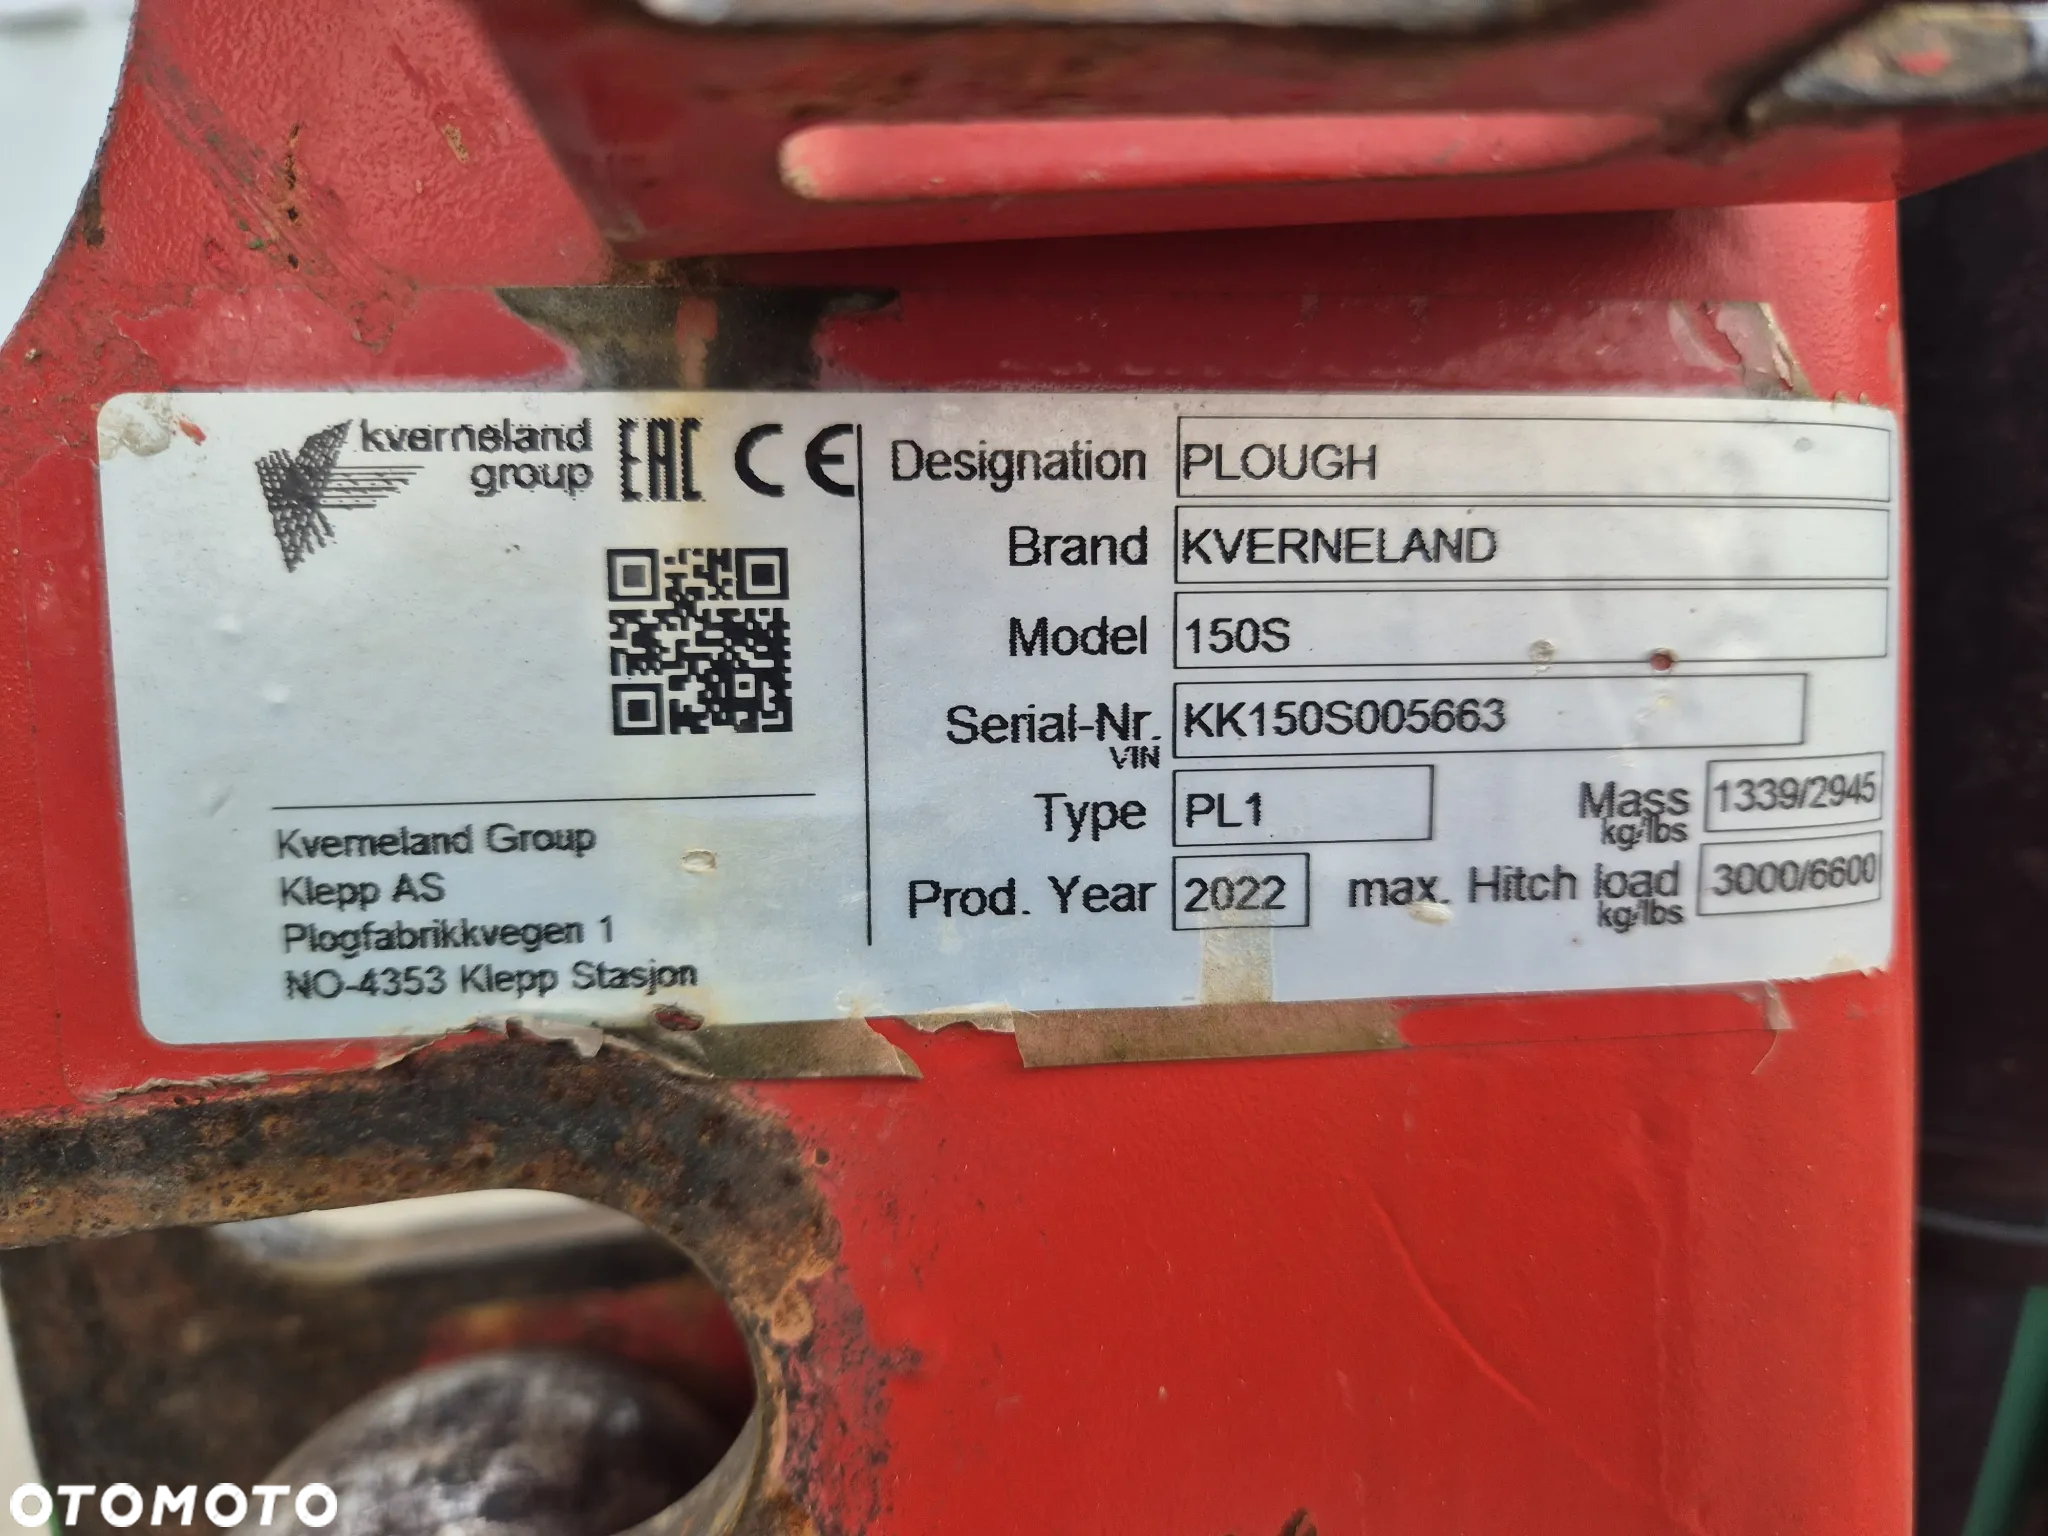 kverneland
group
EAC CE
Designation PLOUGH
Brand KVERNELAND
Model 150S
Serial-Nr. KK150S005663
VIN
Type PL1
Mass 1339/2945
kg/lbs
Prod. Year 2022
max. Hitch load 3000/6600
kg/lbs
Kverneland Group
Klepp AS
Plogfabrikkvegen 1
NO-4353 Klepp Stasjon
OTOMOTO